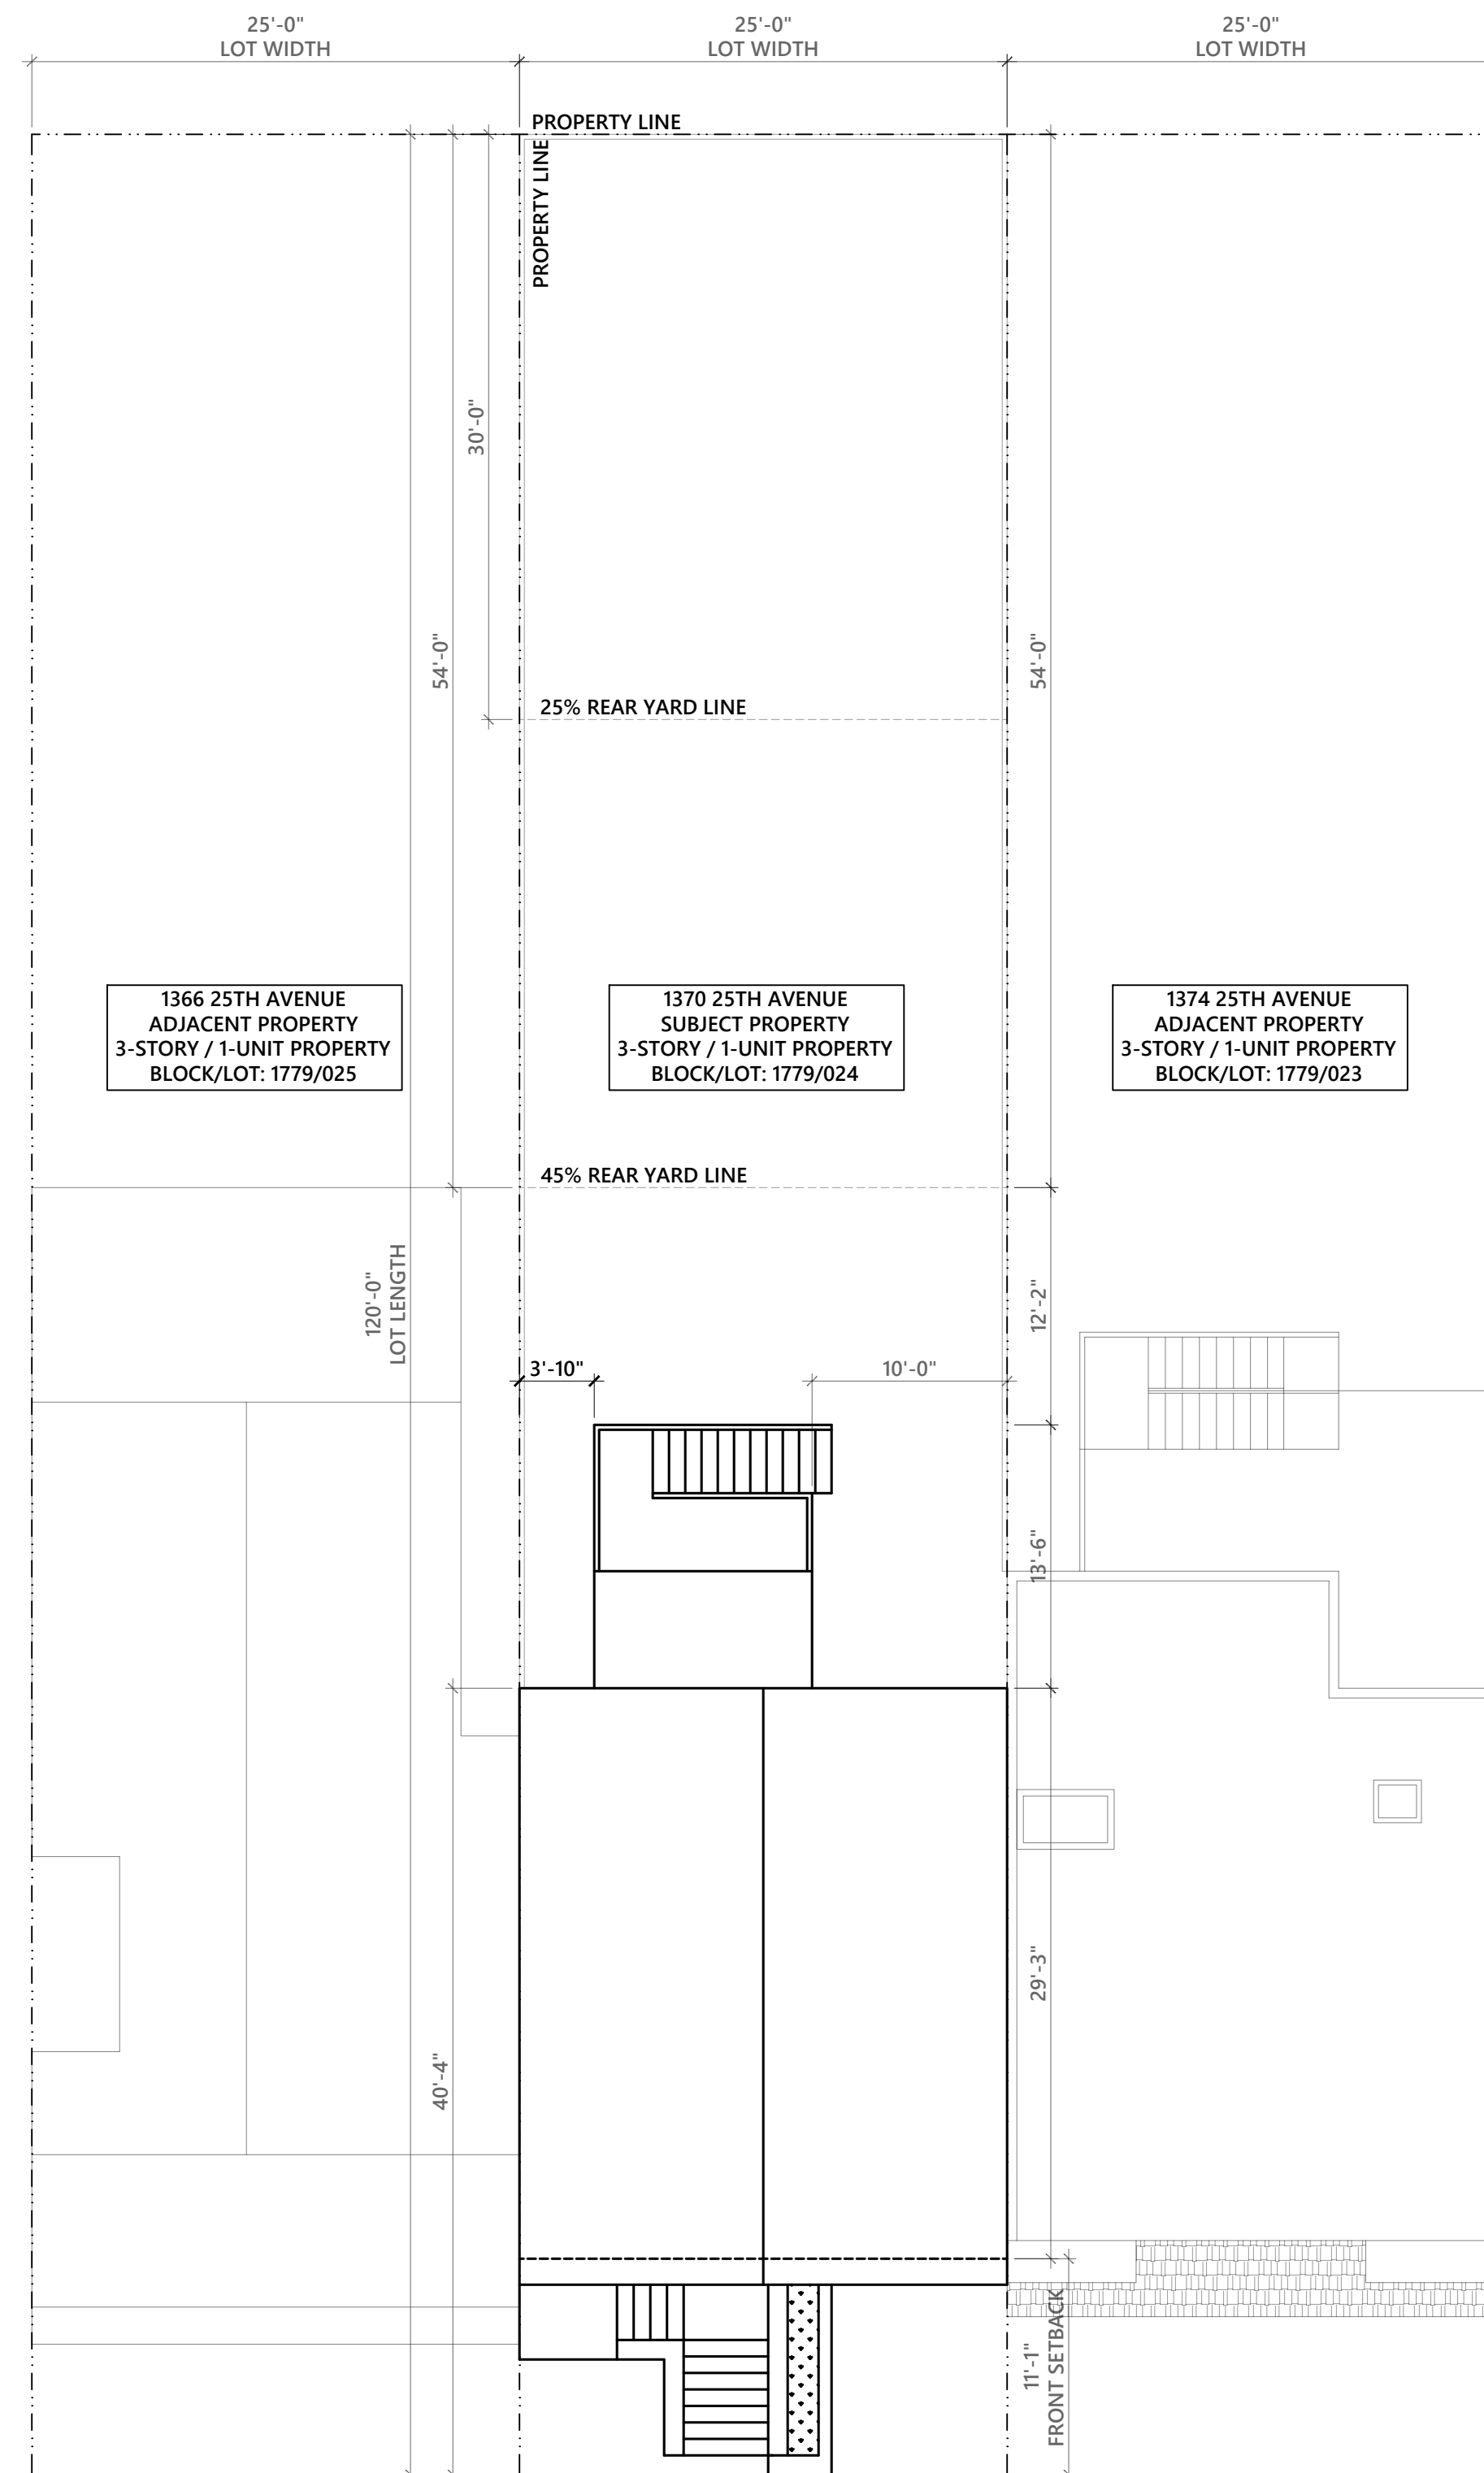 25'-0"
LOT WIDTH
25'-0"
LOT WIDTH
25'-0"
LOT WIDTH
PROPERTY LINE
PROPERTY LINE
30'-0"
54'-0"
54'-0"
25% REAR YARD LINE
1366 25TH AVENUE
ADJACENT PROPERTY
3-STORY / 1-UNIT PROPERTY
BLOCK/LOT: 1779/025
1370 25TH AVENUE
SUBJECT PROPERTY
3-STORY / 1-UNIT PROPERTY
BLOCK/LOT: 1779/024
1374 25TH AVENUE
ADJACENT PROPERTY
3-STORY / 1-UNIT PROPERTY
BLOCK/LOT: 1779/023
45% REAR YARD LINE
120'-0"
LOT LENGTH
12'-2"
3'-10"
10'-0"
13'-6"
29'-3"
40'-4"
11'-1"
FRONT SETBACK